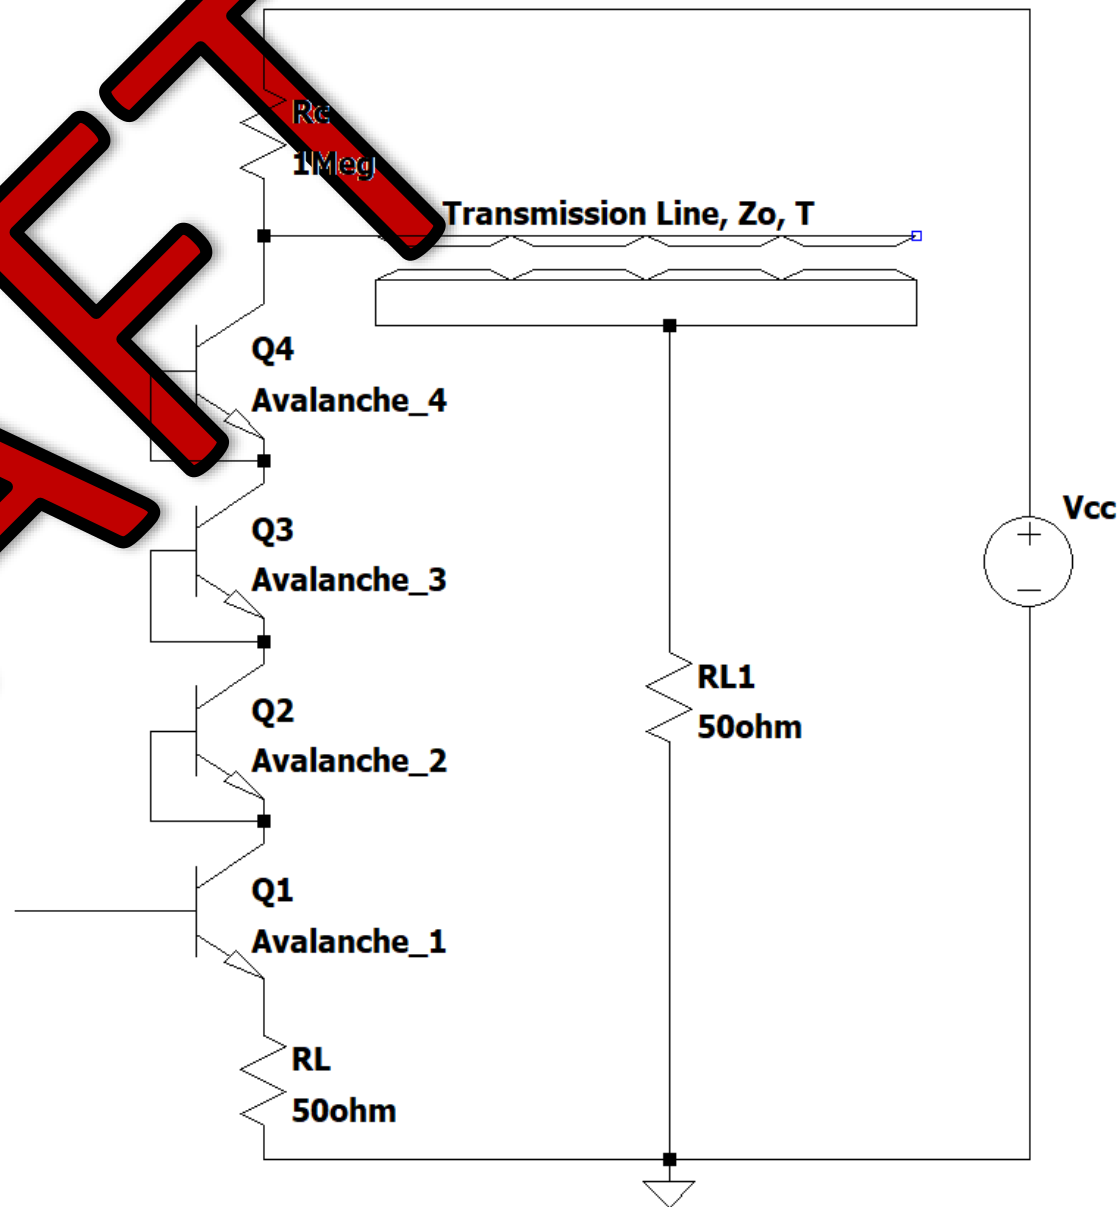 Rc
1Meg
Transmission Line, Zo, T
Q4
Avalanche_4
Q3
Avalanche_3
Vcc
Q2
Avalanche_2
RL1
50ohm
Q1
Avalanche_1
RL
50ohm